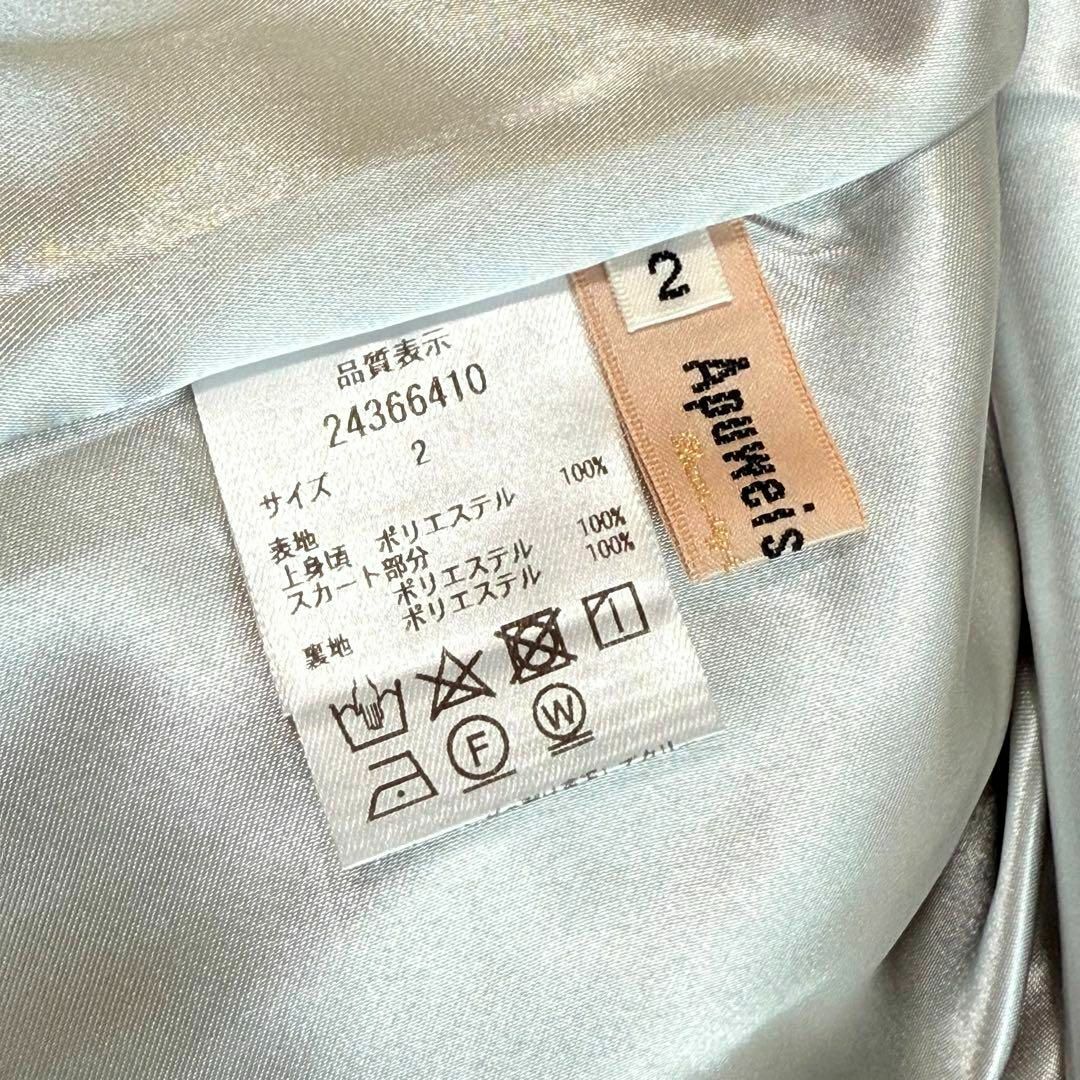 品質表示
24366410
サイズ 2
表地
上身頃 ポリエステル 100%
スカート部分
ポリエステル 100%
裏地 ポリエステル 100%
F
W
2
Apuweis